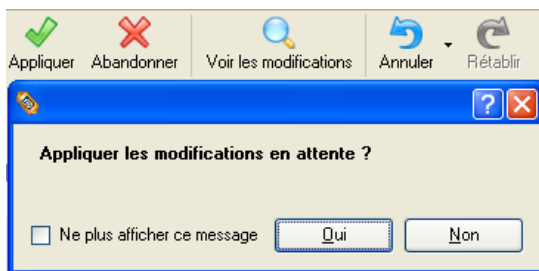 Appliquer Abandonner Voir les modifications Annuler Rétablir
?
Appliquer les modifications en attente ?
Ne plus afficher ce message Oui Non